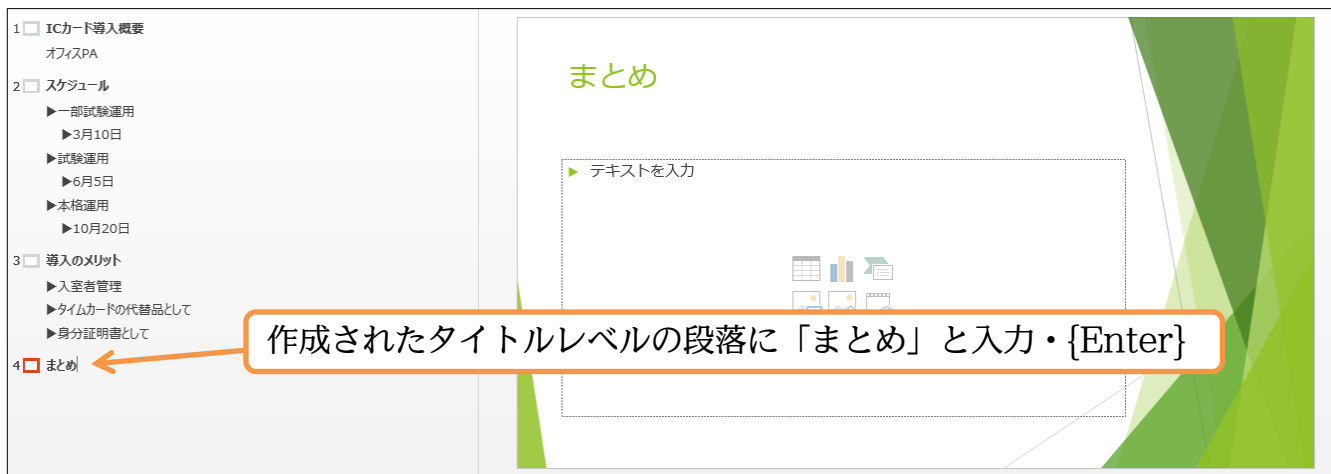 1 ICカード導入概要
オフィスPA
2 スケジュール
▶一部試験運用
▶3月10日
▶試験運用
▶6月5日
▶本格運用
▶10月20日
3 導入のメリット
▶入室者管理
▶タイムカードの代替品として
▶身分証明書として
4 まとめ
作成されたタイトルレベルの段落に「まとめ」と入力・{Enter}
まとめ
▶ テキストを入力